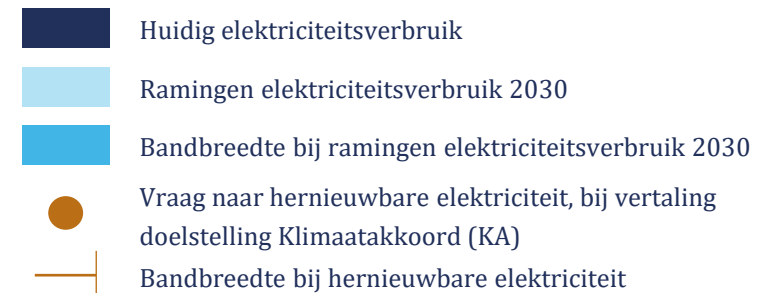 Huidig elektriciteitsverbruik
Ramingen elektriciteitsverbruik 2030
Bandbreedte bij ramingen elektriciteitsverbruik 2030
Vraag naar hernieuwbare elektriciteit, bij vertaling
doelstelling Klimaatakkoord (KA)
Bandbreedte bij hernieuwbare elektriciteit